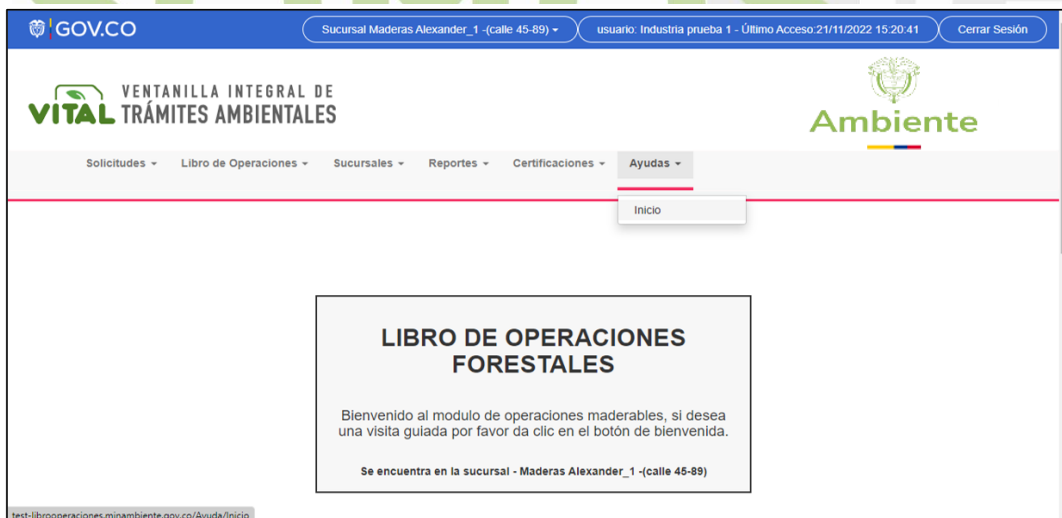 GOV.CO
Sucursal Maderas Alexander_1 -(calle 45-89)
usuario: Industria prueba 1 - Último Acceso:21/11/2022 15:20:41
Cerrar Sesión
VITAL
VENTANILLA INTEGRAL DE
TRÁMITES AMBIENTALES
Ambiente
Solicitudes Libro de Operaciones Sucursales Reportes Certificaciones Ayudas
Inicio
LIBRO DE OPERACIONES
FORESTALES
Bienvenido al modulo de operaciones maderables, si desea
una visita guiada por favor da clic en el botón de bienvenida.
Se encuentra en la sucursal - Maderas Alexander_1 -(calle 45-89)
test-librooperaciones.minambiente.gov.co/Ayuda/Inicio